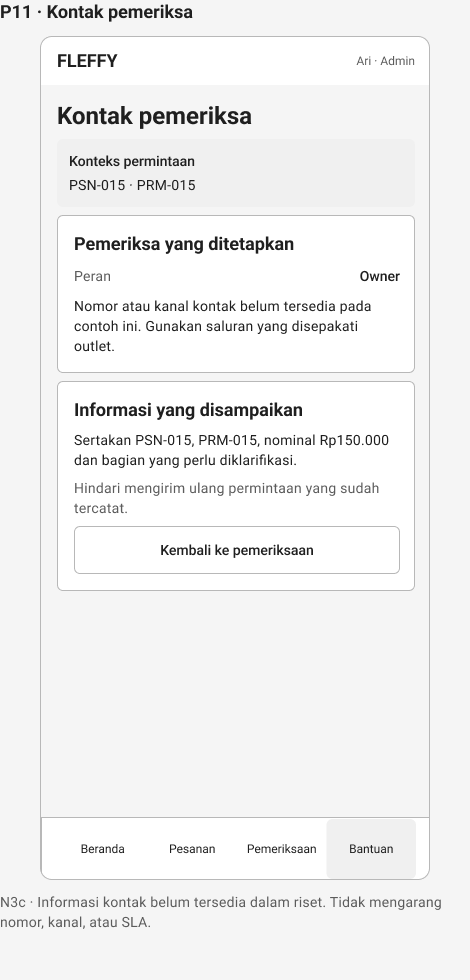 P11 · Kontak pemeriksa
FLEFFY
Ari · Admin
Kontak pemeriksa
Konteks permintaan
PSN-015 · PRM-015
Pemeriksa yang ditetapkan
Peran
Owner
Nomor atau kanal kontak belum tersedia pada
contoh ini. Gunakan saluran yang disepakati
outlet.
Informasi yang disampaikan
Sertakan PSN-015, PRM-015, nominal Rp150.000
dan bagian yang perlu diklarifikasi.
Hindari mengirim ulang permintaan yang sudah
tercatat.
Kembali ke pemeriksaan
Beranda
Pesanan
Pemeriksaan
Bantuan
N3c · Informasi kontak belum tersedia dalam riset. Tidak mengarang
nomor, kanal, atau SLA.